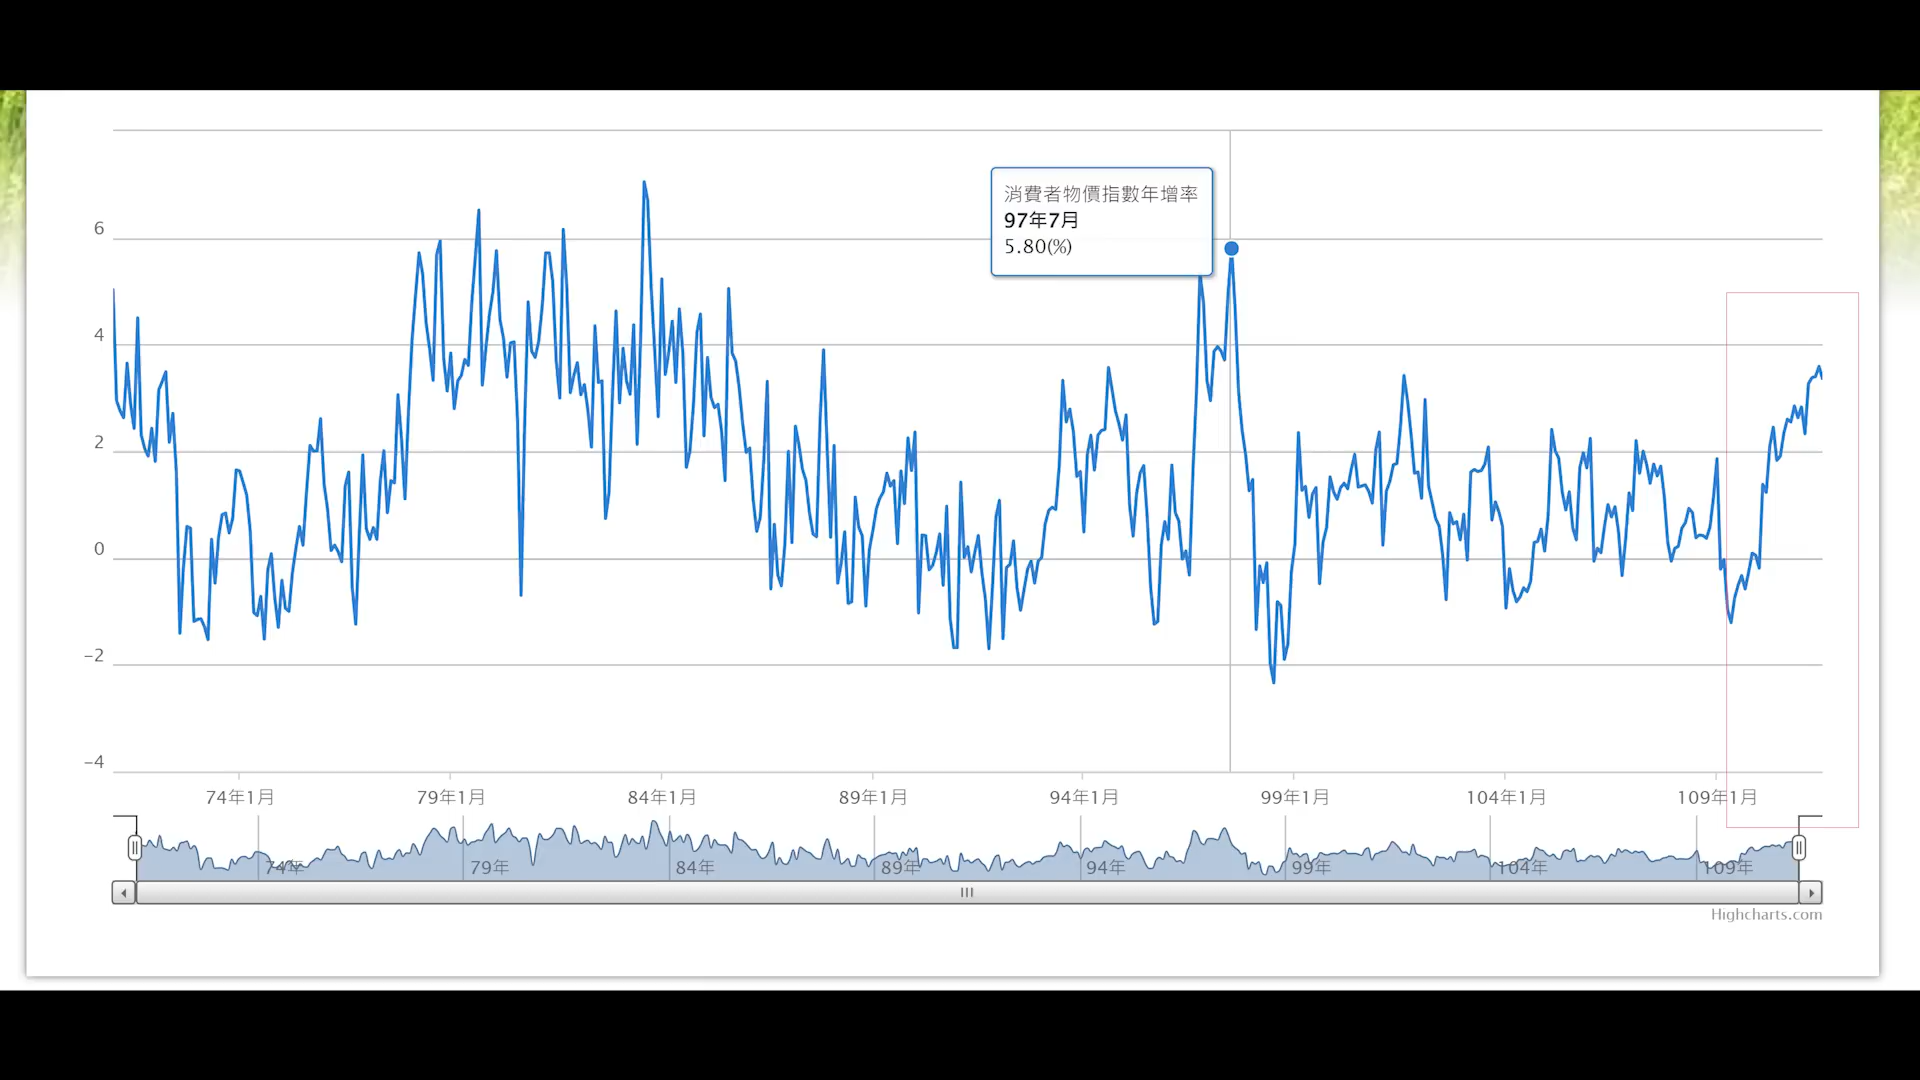 消費者物價指數年增率
97年7月
5.80(%)
6
4
2
0
−2
−4
74年1月 79年1月 84年1月 89年1月 94年1月 99年1月 104年1月 109年1月
74年 79年 84年 89年 94年 99年 104年 109年
Highcharts.com